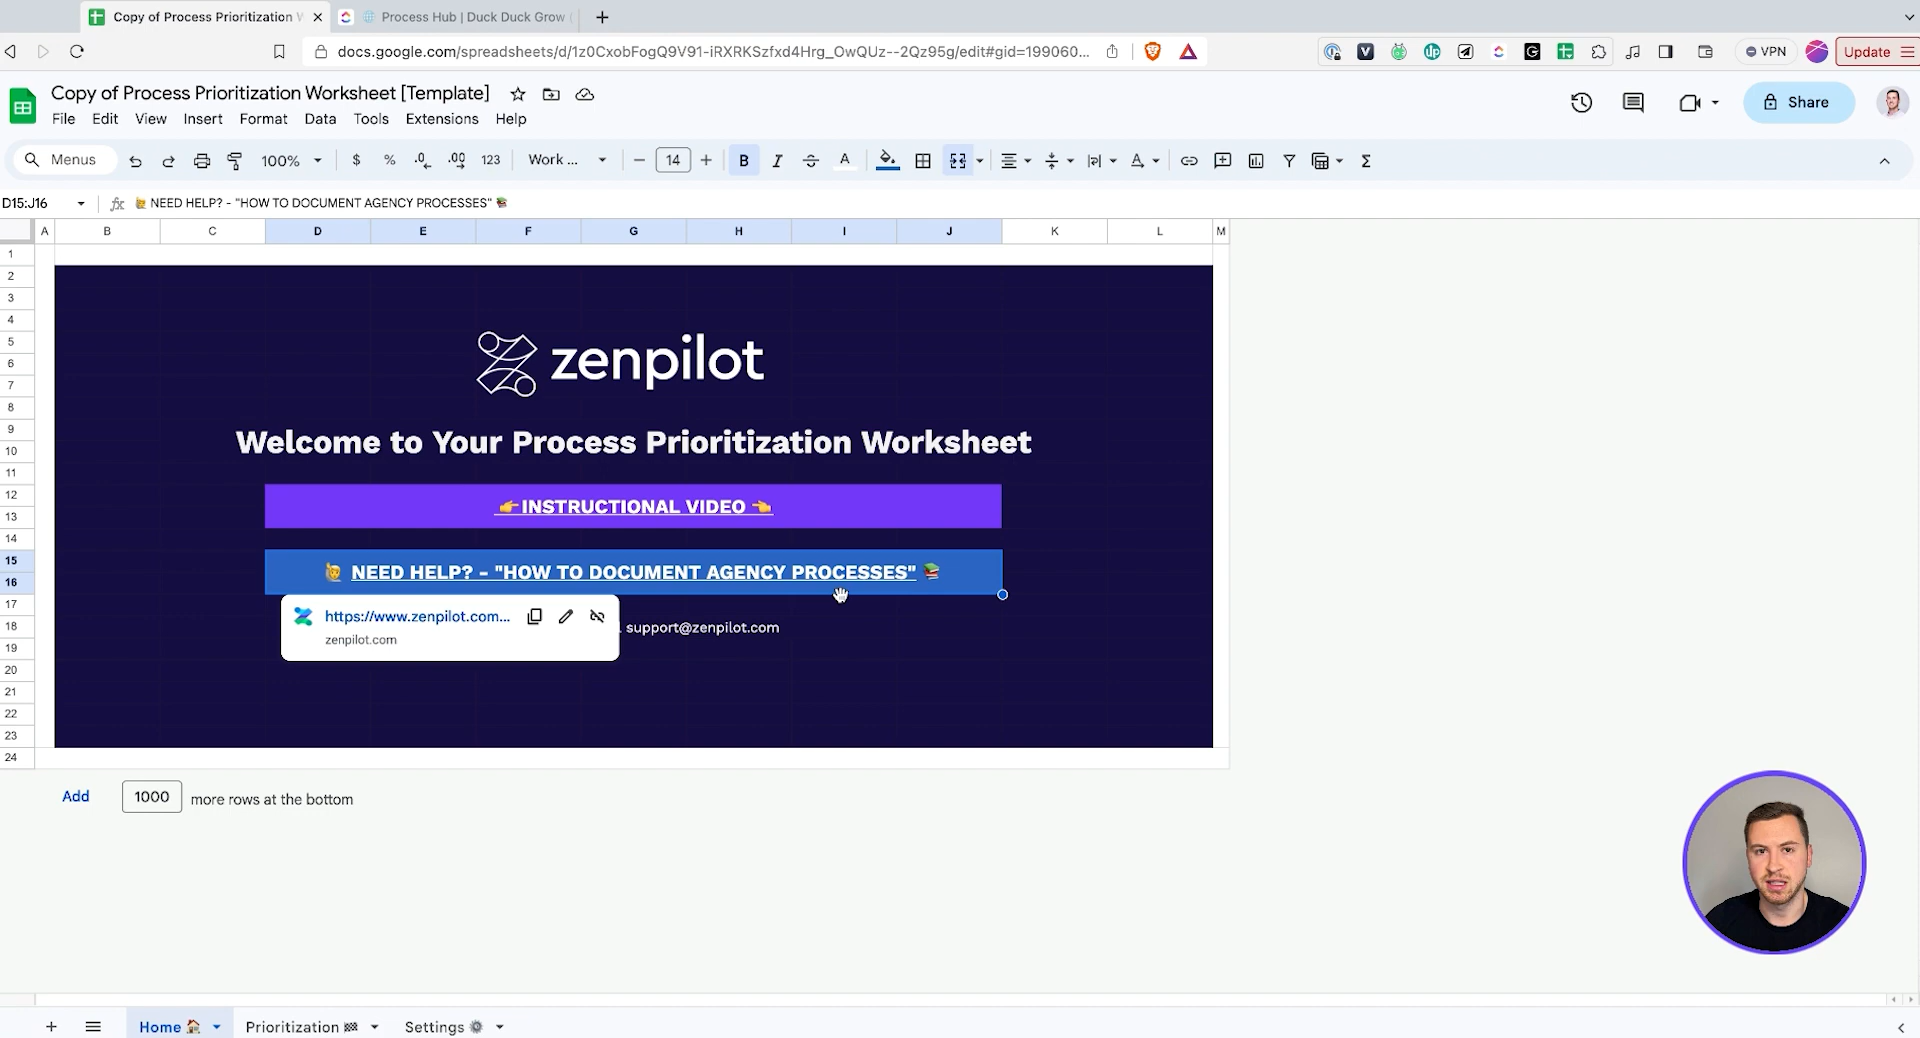 Copy of Process Prioritization W
Process Hub | Duck Duck Grow
docs.google.com/spreadsheets/d/1z0CxobFogQ9V91-iRXRKSzfxd4Hrg_OwQUz--2Qz95g/edit#gid=199060...
VPN
Update
Copy of Process Prioritization Worksheet [Template]
Share
File Edit View Insert Format Data Tools Extensions Help
Menus 100% $ % .0 .00 123 Work ... 14 B I A
D15:J16 fx 🙋 NEED HELP? - "HOW TO DOCUMENT AGENCY PROCESSES" 📚
A B C D E F G H I J K L M
1
2
3
4
5
6
7
8
9
10
11
12
13
14
15
16
17
18
19
20
21
22
23
24
zenpilot
Welcome to Your Process Prioritization Worksheet
👉INSTRUCTIONAL VIDEO 👈
🙋 NEED HELP? - "HOW TO DOCUMENT AGENCY PROCESSES" 📚
https://www.zenpilot.com...
zenpilot.com
support@zenpilot.com
Add 1000 more rows at the bottom
Home 🏠 Prioritization 🏁 Settings ⚙️